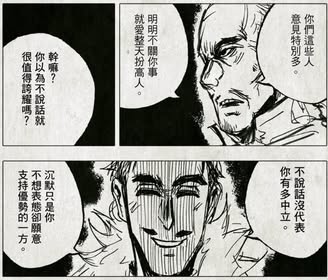 你們這些人
意見特別多。
明明不關你事
就愛整天扮高人。
幹嘛？
你以為不說話就
很值得誇耀嗎？
不說話沒代表
你有多中立。
沉默只是你
不想表態卻願意
支持優勢的一方。